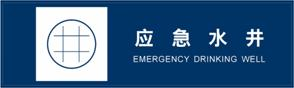 应急水井
EMERGENCY DRINKING WELL